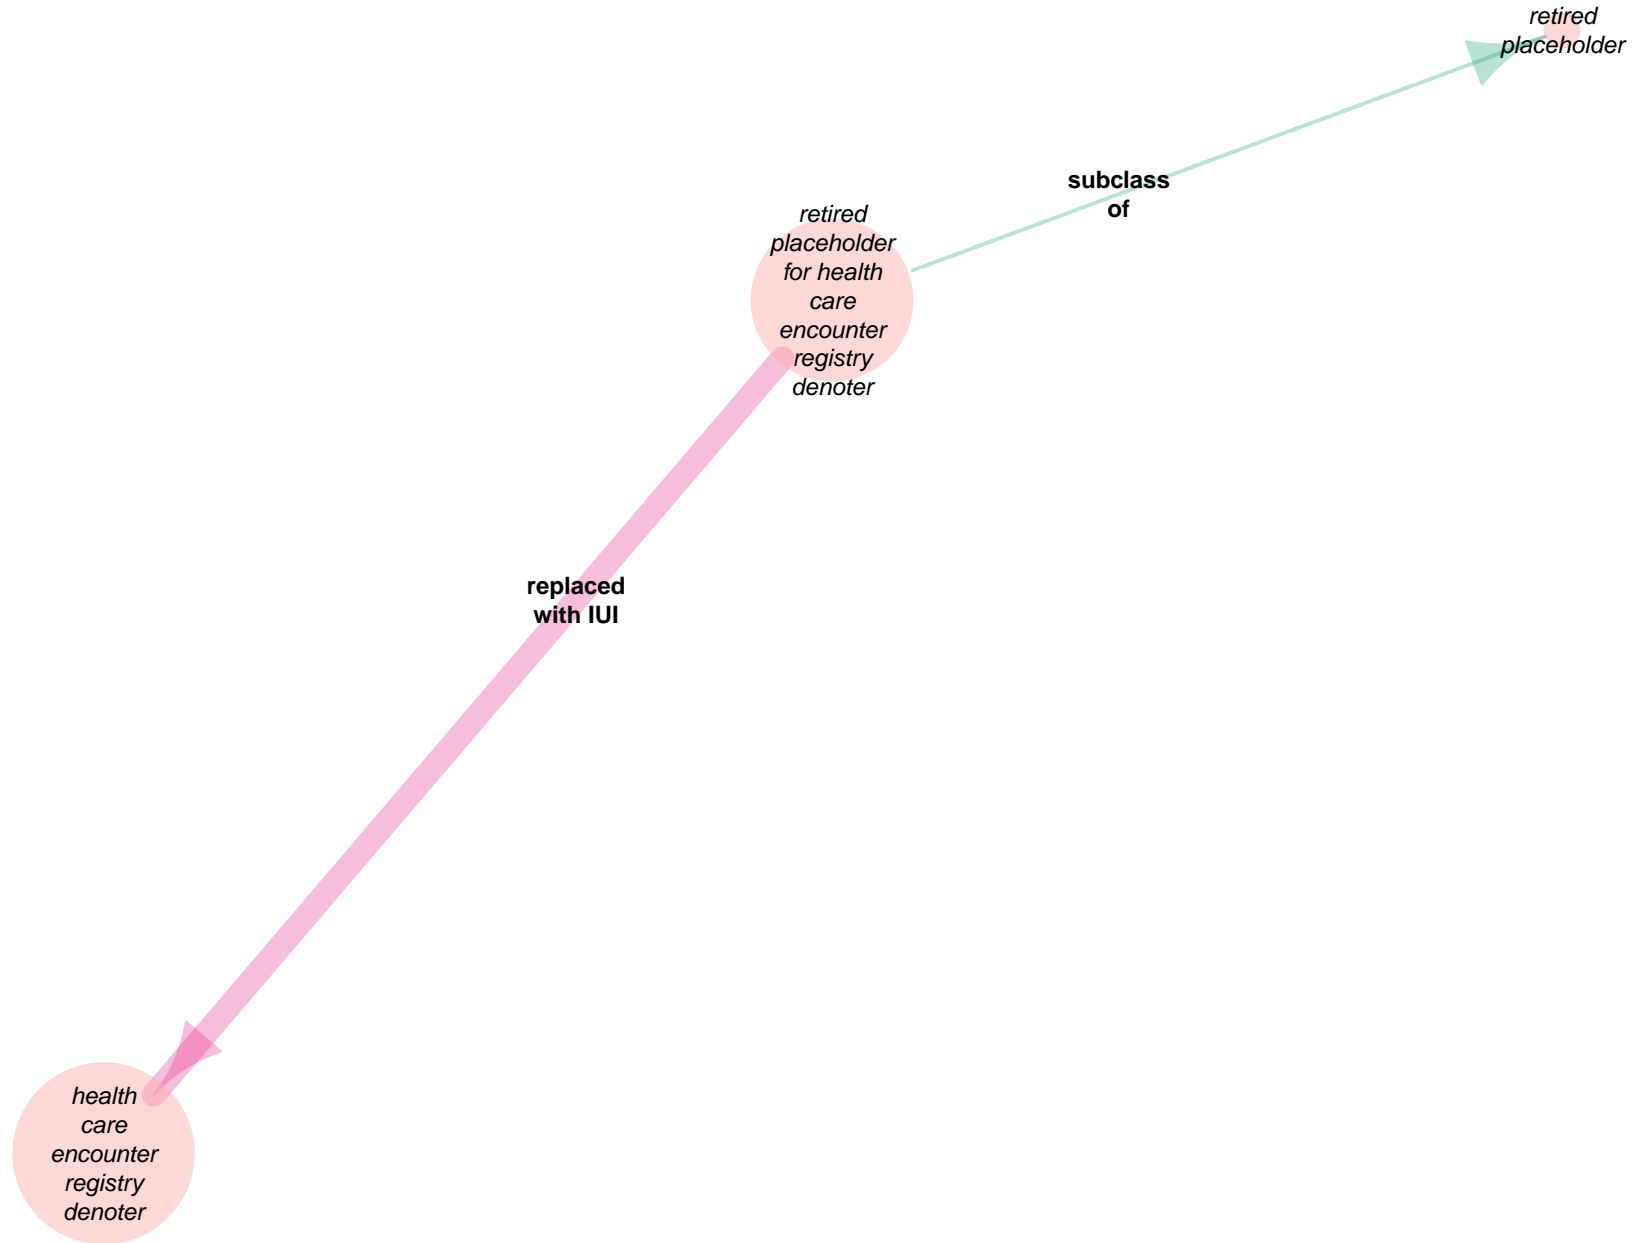 retired
placeholder
subclass
of
retired
placeholder
for health
care
encounter
registry
denoter
replaced
with IUI
health
care
encounter
registry
denoter